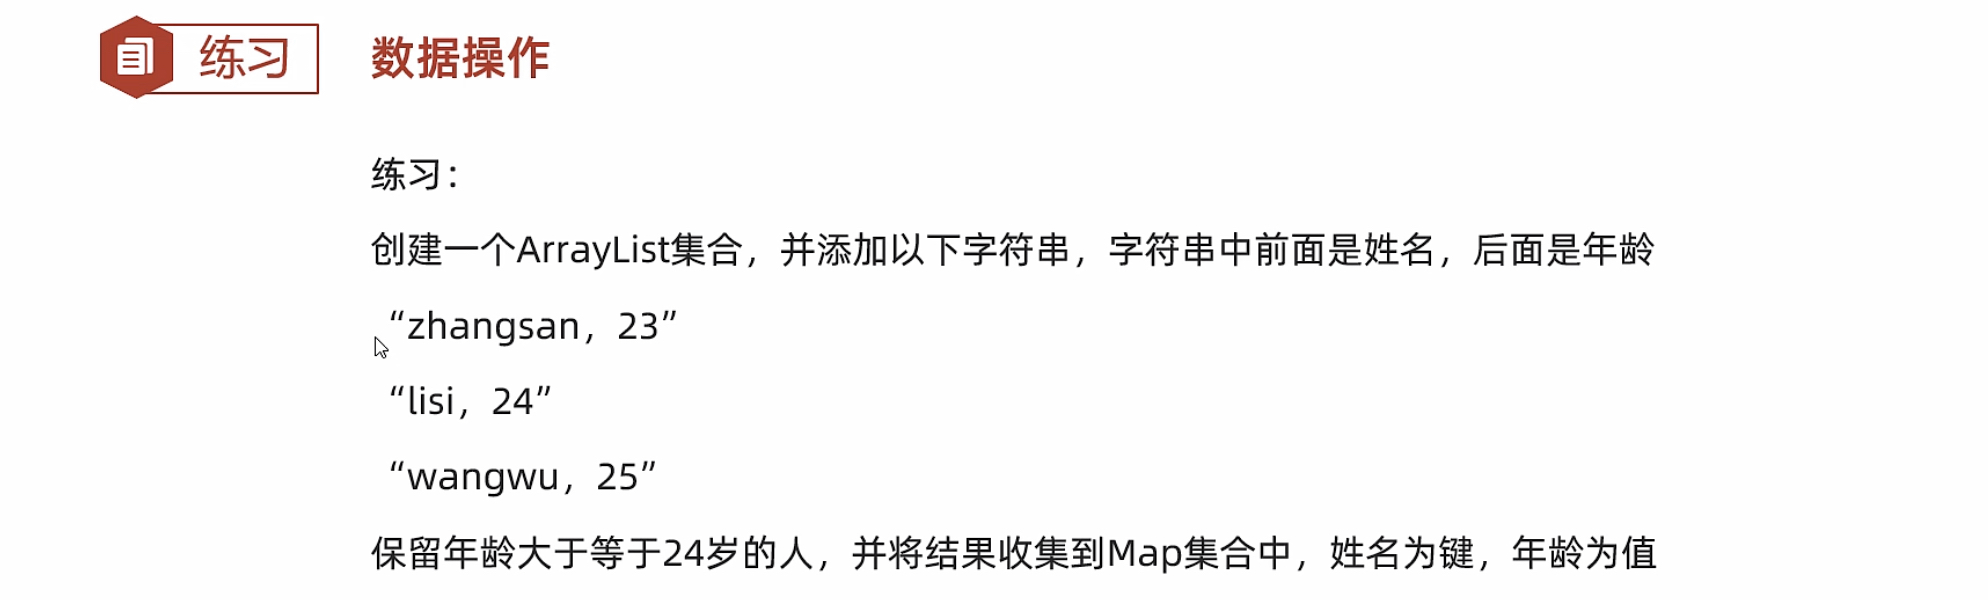 练习
数据操作
练习：
创建一个ArrayList集合，并添加以下字符串，字符串中前面是姓名，后面是年龄
“zhangsan，23”
“lisi，24”
“wangwu，25”
保留年龄大于等于24岁的人，并将结果收集到Map集合中，姓名为键，年龄为值